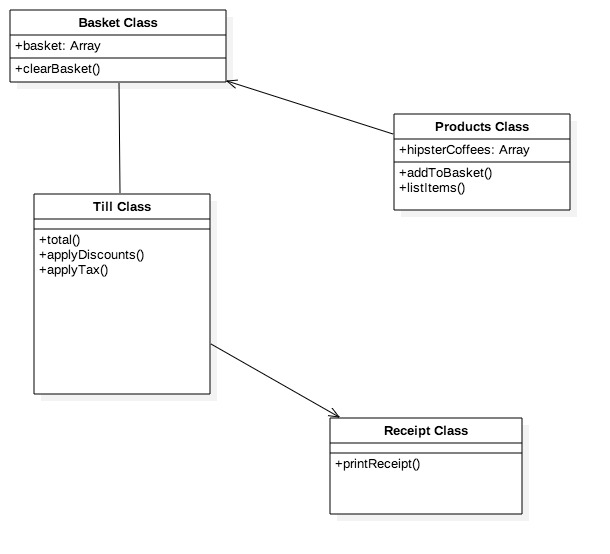 Basket Class
+basket: Array
+clearBasket()
Products Class
+hipsterCoffees: Array
+addToBasket()
+listItems()
Till Class
+total()
+applyDiscounts()
+applyTax()
Receipt Class
+printReceipt()